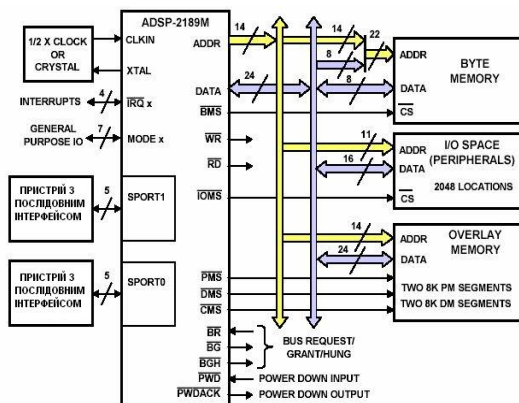 ADSP-2189M
1/2 X CLOCK
OR
CRYSTAL
CLKIN
XTAL
INTERRUPTS
4
IRQ x
GENERAL
PURPOSE IO
7
MODE x
ПРИСТРІЙ З
ПОСЛІДОВНИМ
ІНТЕРФЕЙСОМ
5
SPORT1
ПРИСТРІЙ З
ПОСЛІДОВНИМ
ІНТЕРФЕЙСОМ
5
SPORT0
ADDR
14
DATA
24
BMS
WR
RD
IOMS
PMS
DMS
CMS
BR
BG
BGH
BUS REQUEST/
GRANT/HUNG
PWD
POWER DOWN INPUT
PWDACK
POWER DOWN OUTPUT
14
22
8
8
ADDR
BYTE
MEMORY
DATA
CS
11
16
ADDR
I/O SPACE
(PERIPHERALS)
DATA
2048 LOCATIONS
CS
14
24
ADDR
OVERLAY
MEMORY
DATA
TWO 8K PM SEGMENTS
TWO 8K DM SEGMENTS